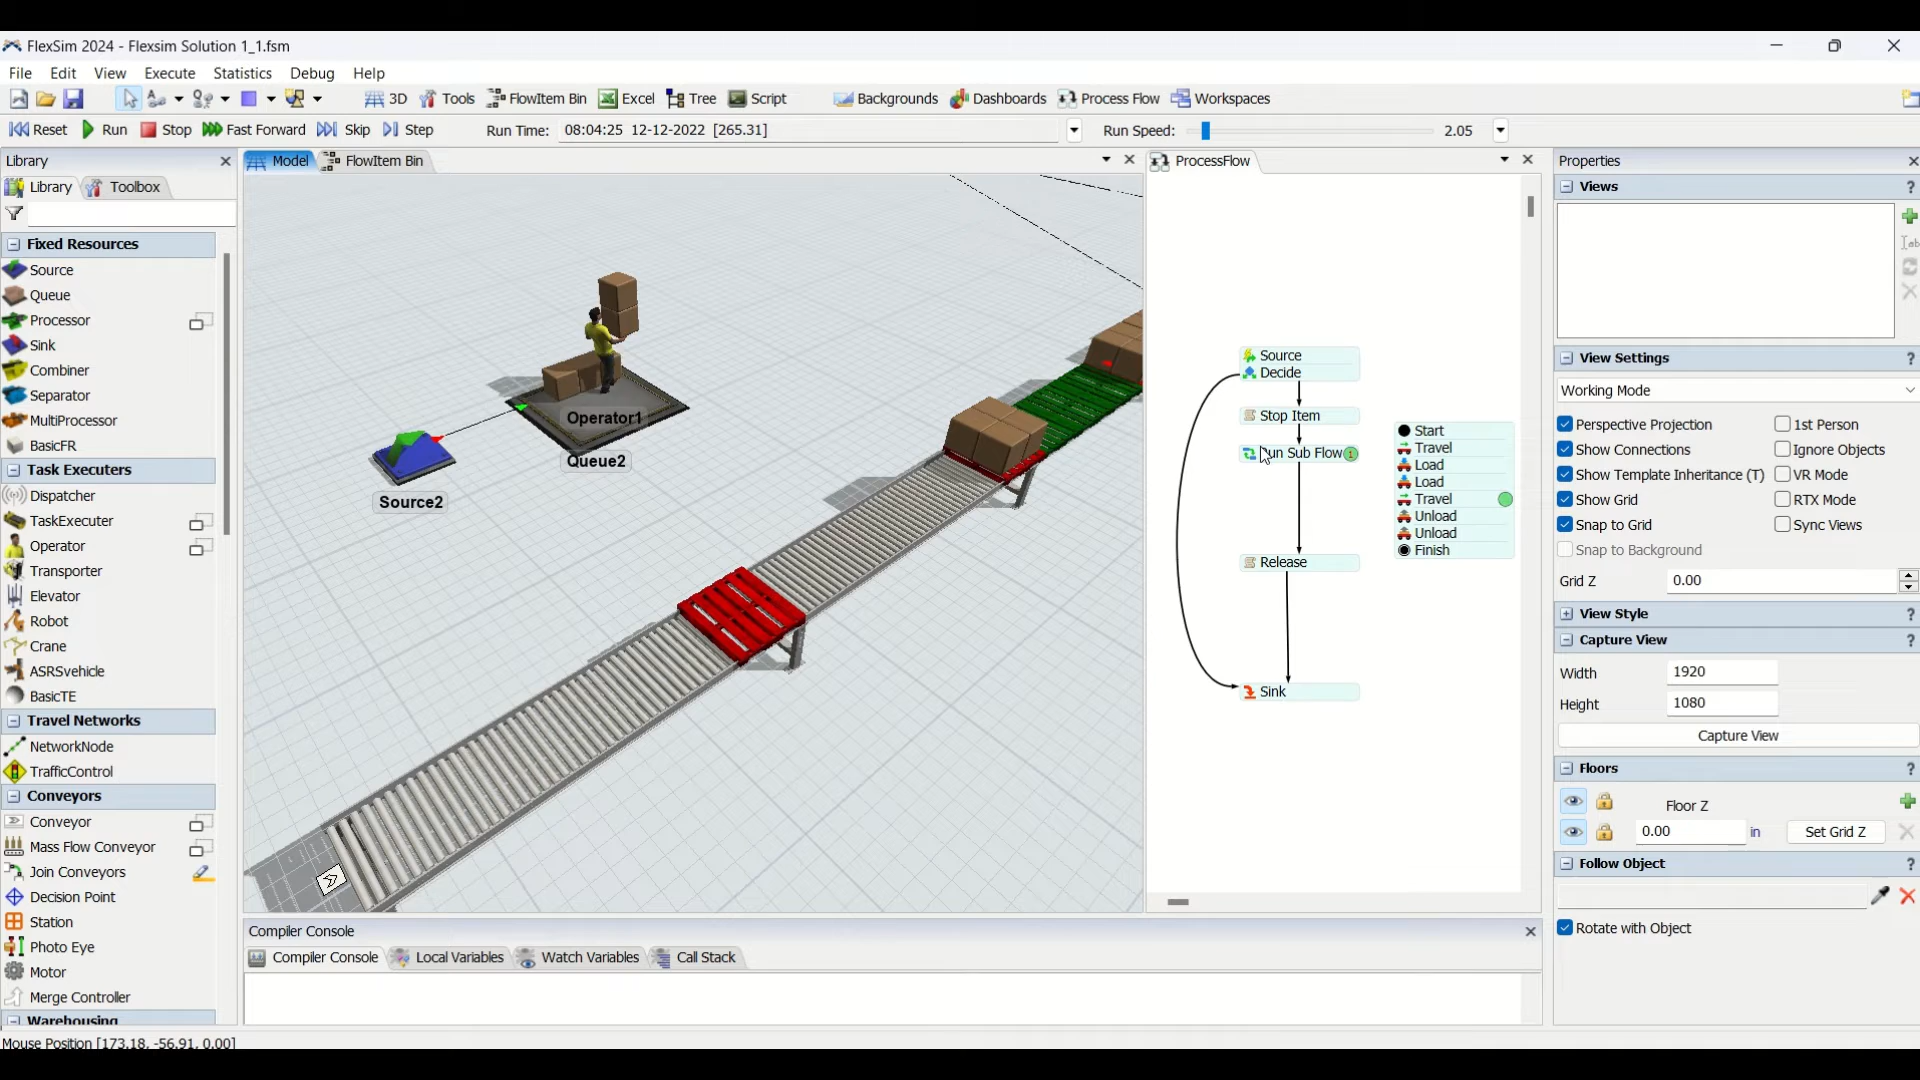 FlexSim 2024 - Flexsim Solution 1_1.fsm
File Edit View Execute Statistics Debug Help
3D Tools FlowItem Bin Excel Tree Script Backgrounds Dashboards Process Flow Workspaces
Reset Run Stop Fast Forward Skip Step Run Time: 08:04:25 12-12-2022 [265.31] Run Speed: 2.05
Library
Library Toolbox
Fixed Resources
Source
Queue
Processor
Sink
Combiner
Separator
MultiProcessor
BasicFR
Task Executers
Dispatcher
TaskExecuter
Operator
Transporter
Elevator
Robot
Crane
ASRSvehicle
BasicTE
Travel Networks
NetworkNode
TrafficControl
Conveyors
Conveyor
Mass Flow Conveyor
Join Conveyors
Decision Point
Station
Photo Eye
Motor
Merge Controller
Warehousing
Mouse Position [173.18, -56.91, 0.00]
Model FlowItem Bin
Operator1
Queue2
Source2
ProcessFlow
Source
Decide
Stop Item
un Sub Flow 1
Release
Sink
Start
Travel
Load
Load
Travel
Unload
Unload
Finish
Compiler Console
Compiler Console Local Variables Watch Variables Call Stack
Properties
Views ?
View Settings ?
Working Mode
Perspective Projection 1st Person
Show Connections Ignore Objects
Show Template Inheritance (T) VR Mode
Show Grid RTX Mode
Snap to Grid Sync Views
Snap to Background
Grid Z 0.00
View Style ?
Capture View ?
Width 1920
Height 1080
Capture View
Floors ?
Floor Z
0.00 in Set Grid Z
Follow Object ?
Rotate with Object